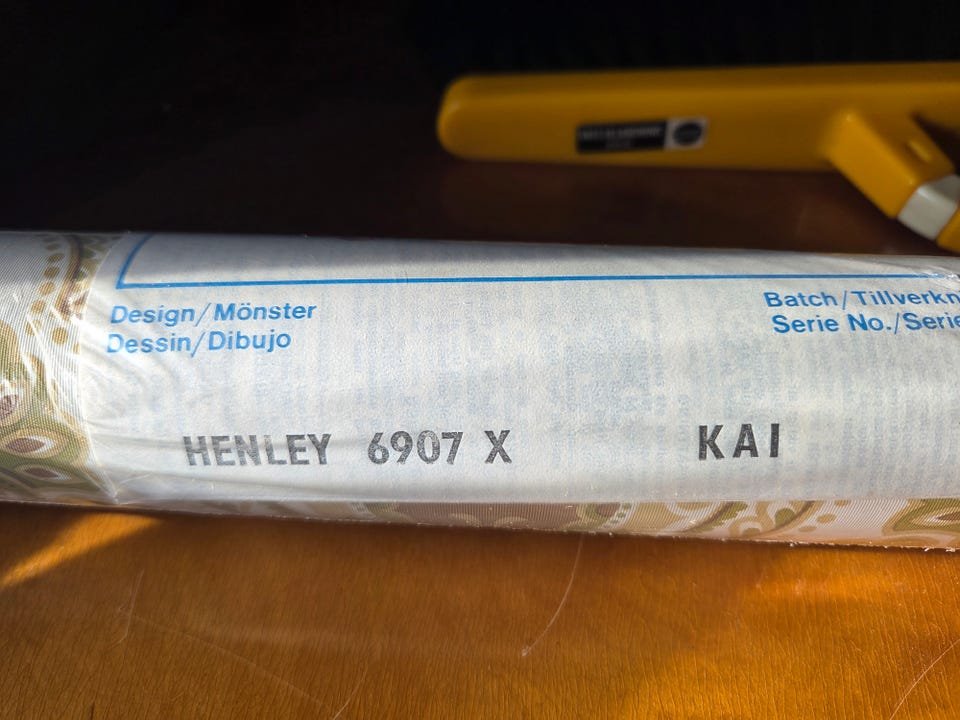 Design/Mönster
Dessin/Dibujo
Batch/Tillverkn
Serie No./Serie
HENLEY 6907 X
KAI